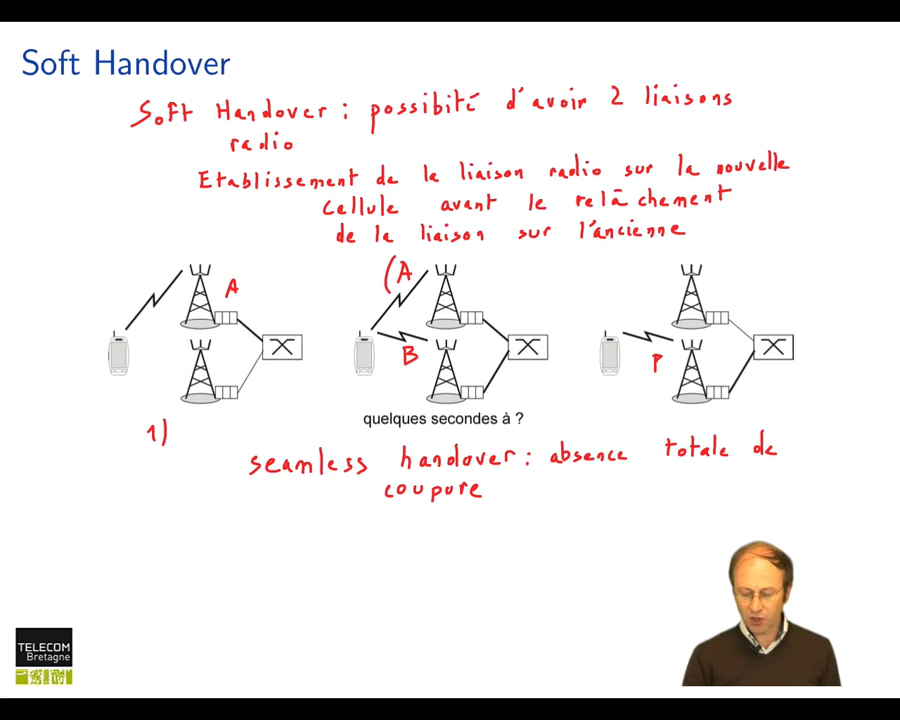 Soft Handover
Soft Handover : possibité d'avoir 2 liaisons
radio
Etablissement de la liaison radio sur la nouvelle
cellule avant le relâchement
de la liaison sur l'ancienne
A
(A
B
P
quelques secondes à ?
1)
seamless handover : absence totale de
coupure
TELECOM
Bretagne